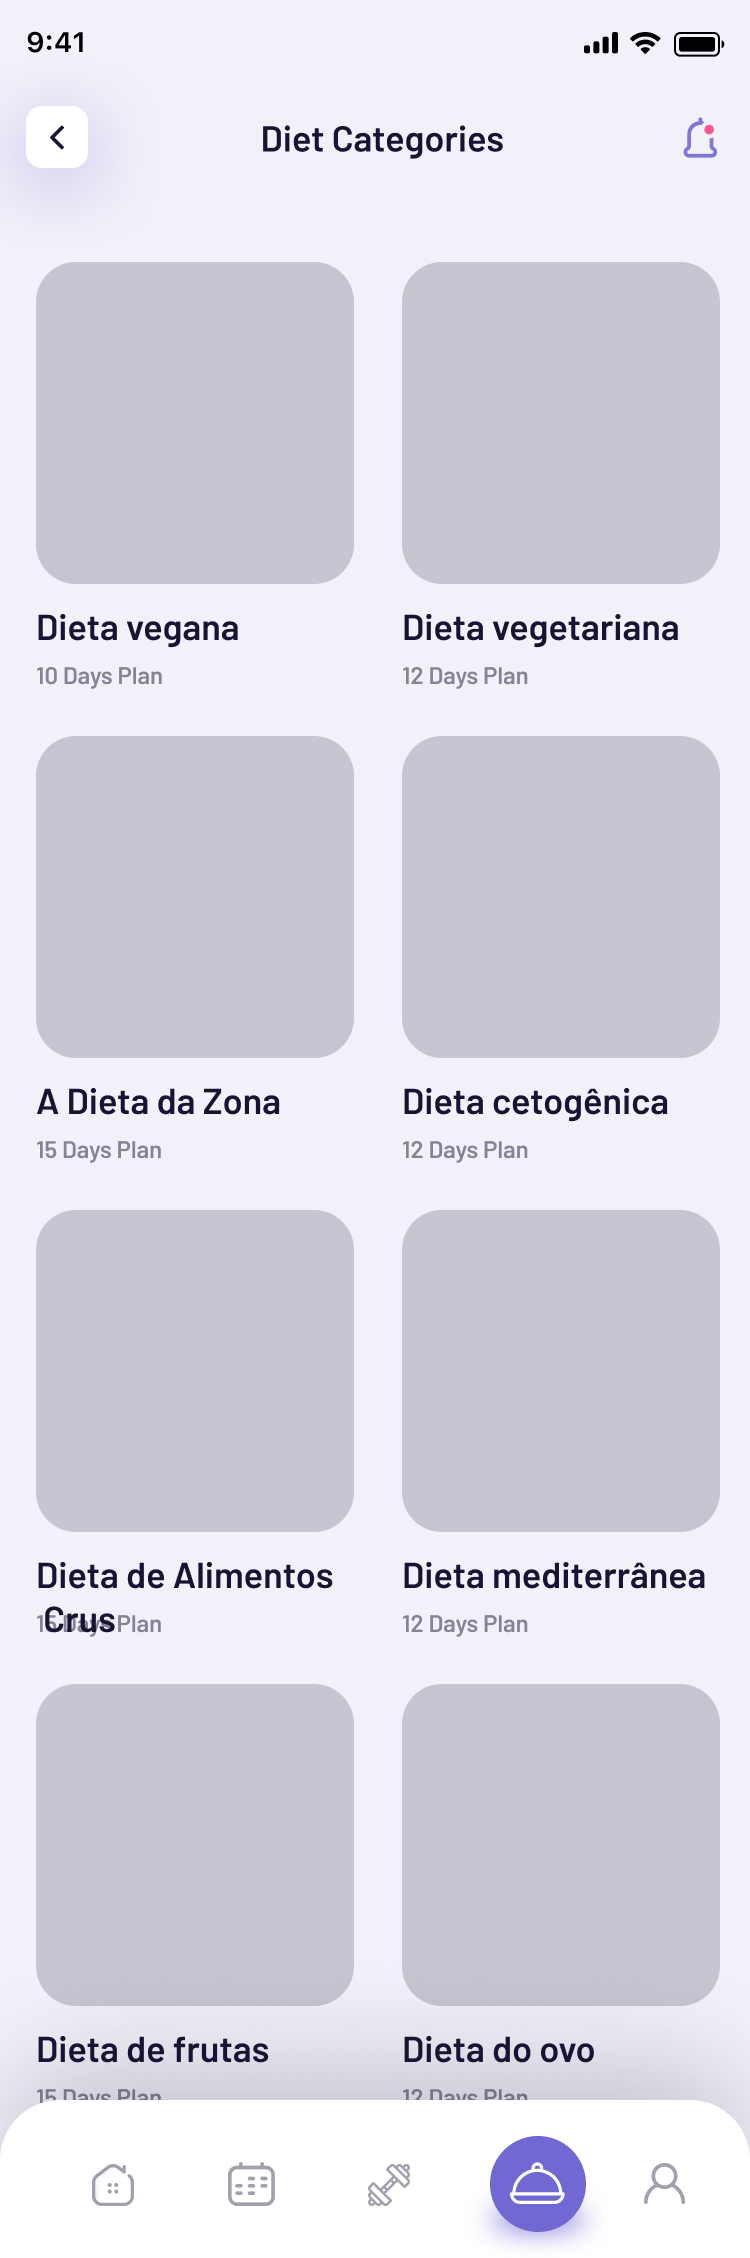 9:41
Diet Categories
Dieta vegana
10 Days Plan
Dieta vegetariana
12 Days Plan
A Dieta da Zona
15 Days Plan
Dieta cetogênica
12 Days Plan
Dieta de Alimentos
Crus
15 Days Plan
Dieta mediterrânea
12 Days Plan
Dieta de frutas
15 Days Plan
Dieta do ovo
12 Days Plan